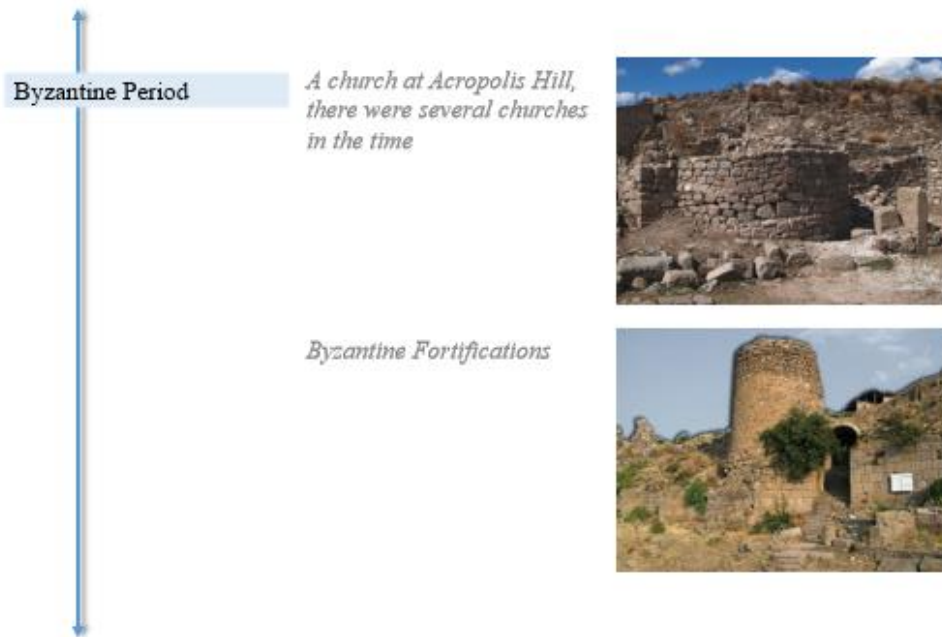 Byzantine Period
A church at Acropolis Hill,
there were several churches
in the time
Byzantine Fortifications